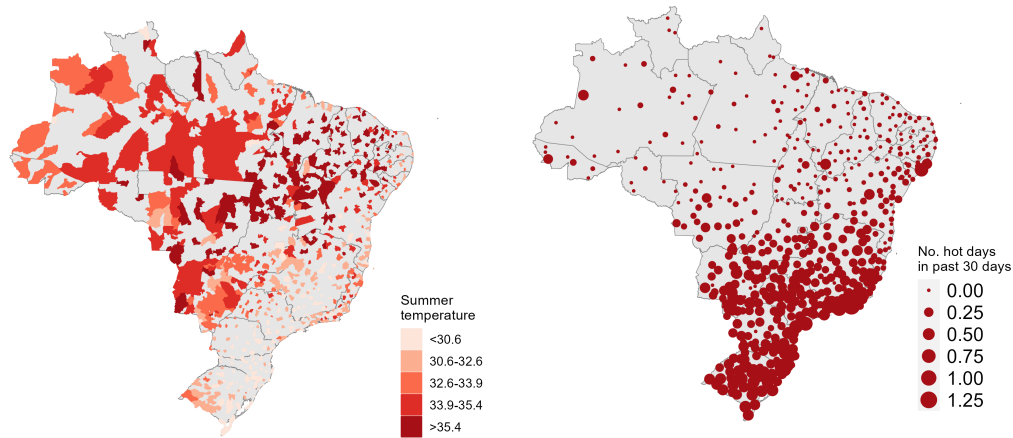 Summer
temperature
<30.6
30.6-32.6
32.6-33.9
33.9-35.4
>35.4
No. hot days
in past 30 days
0.00
0.25
0.50
0.75
1.00
1.25